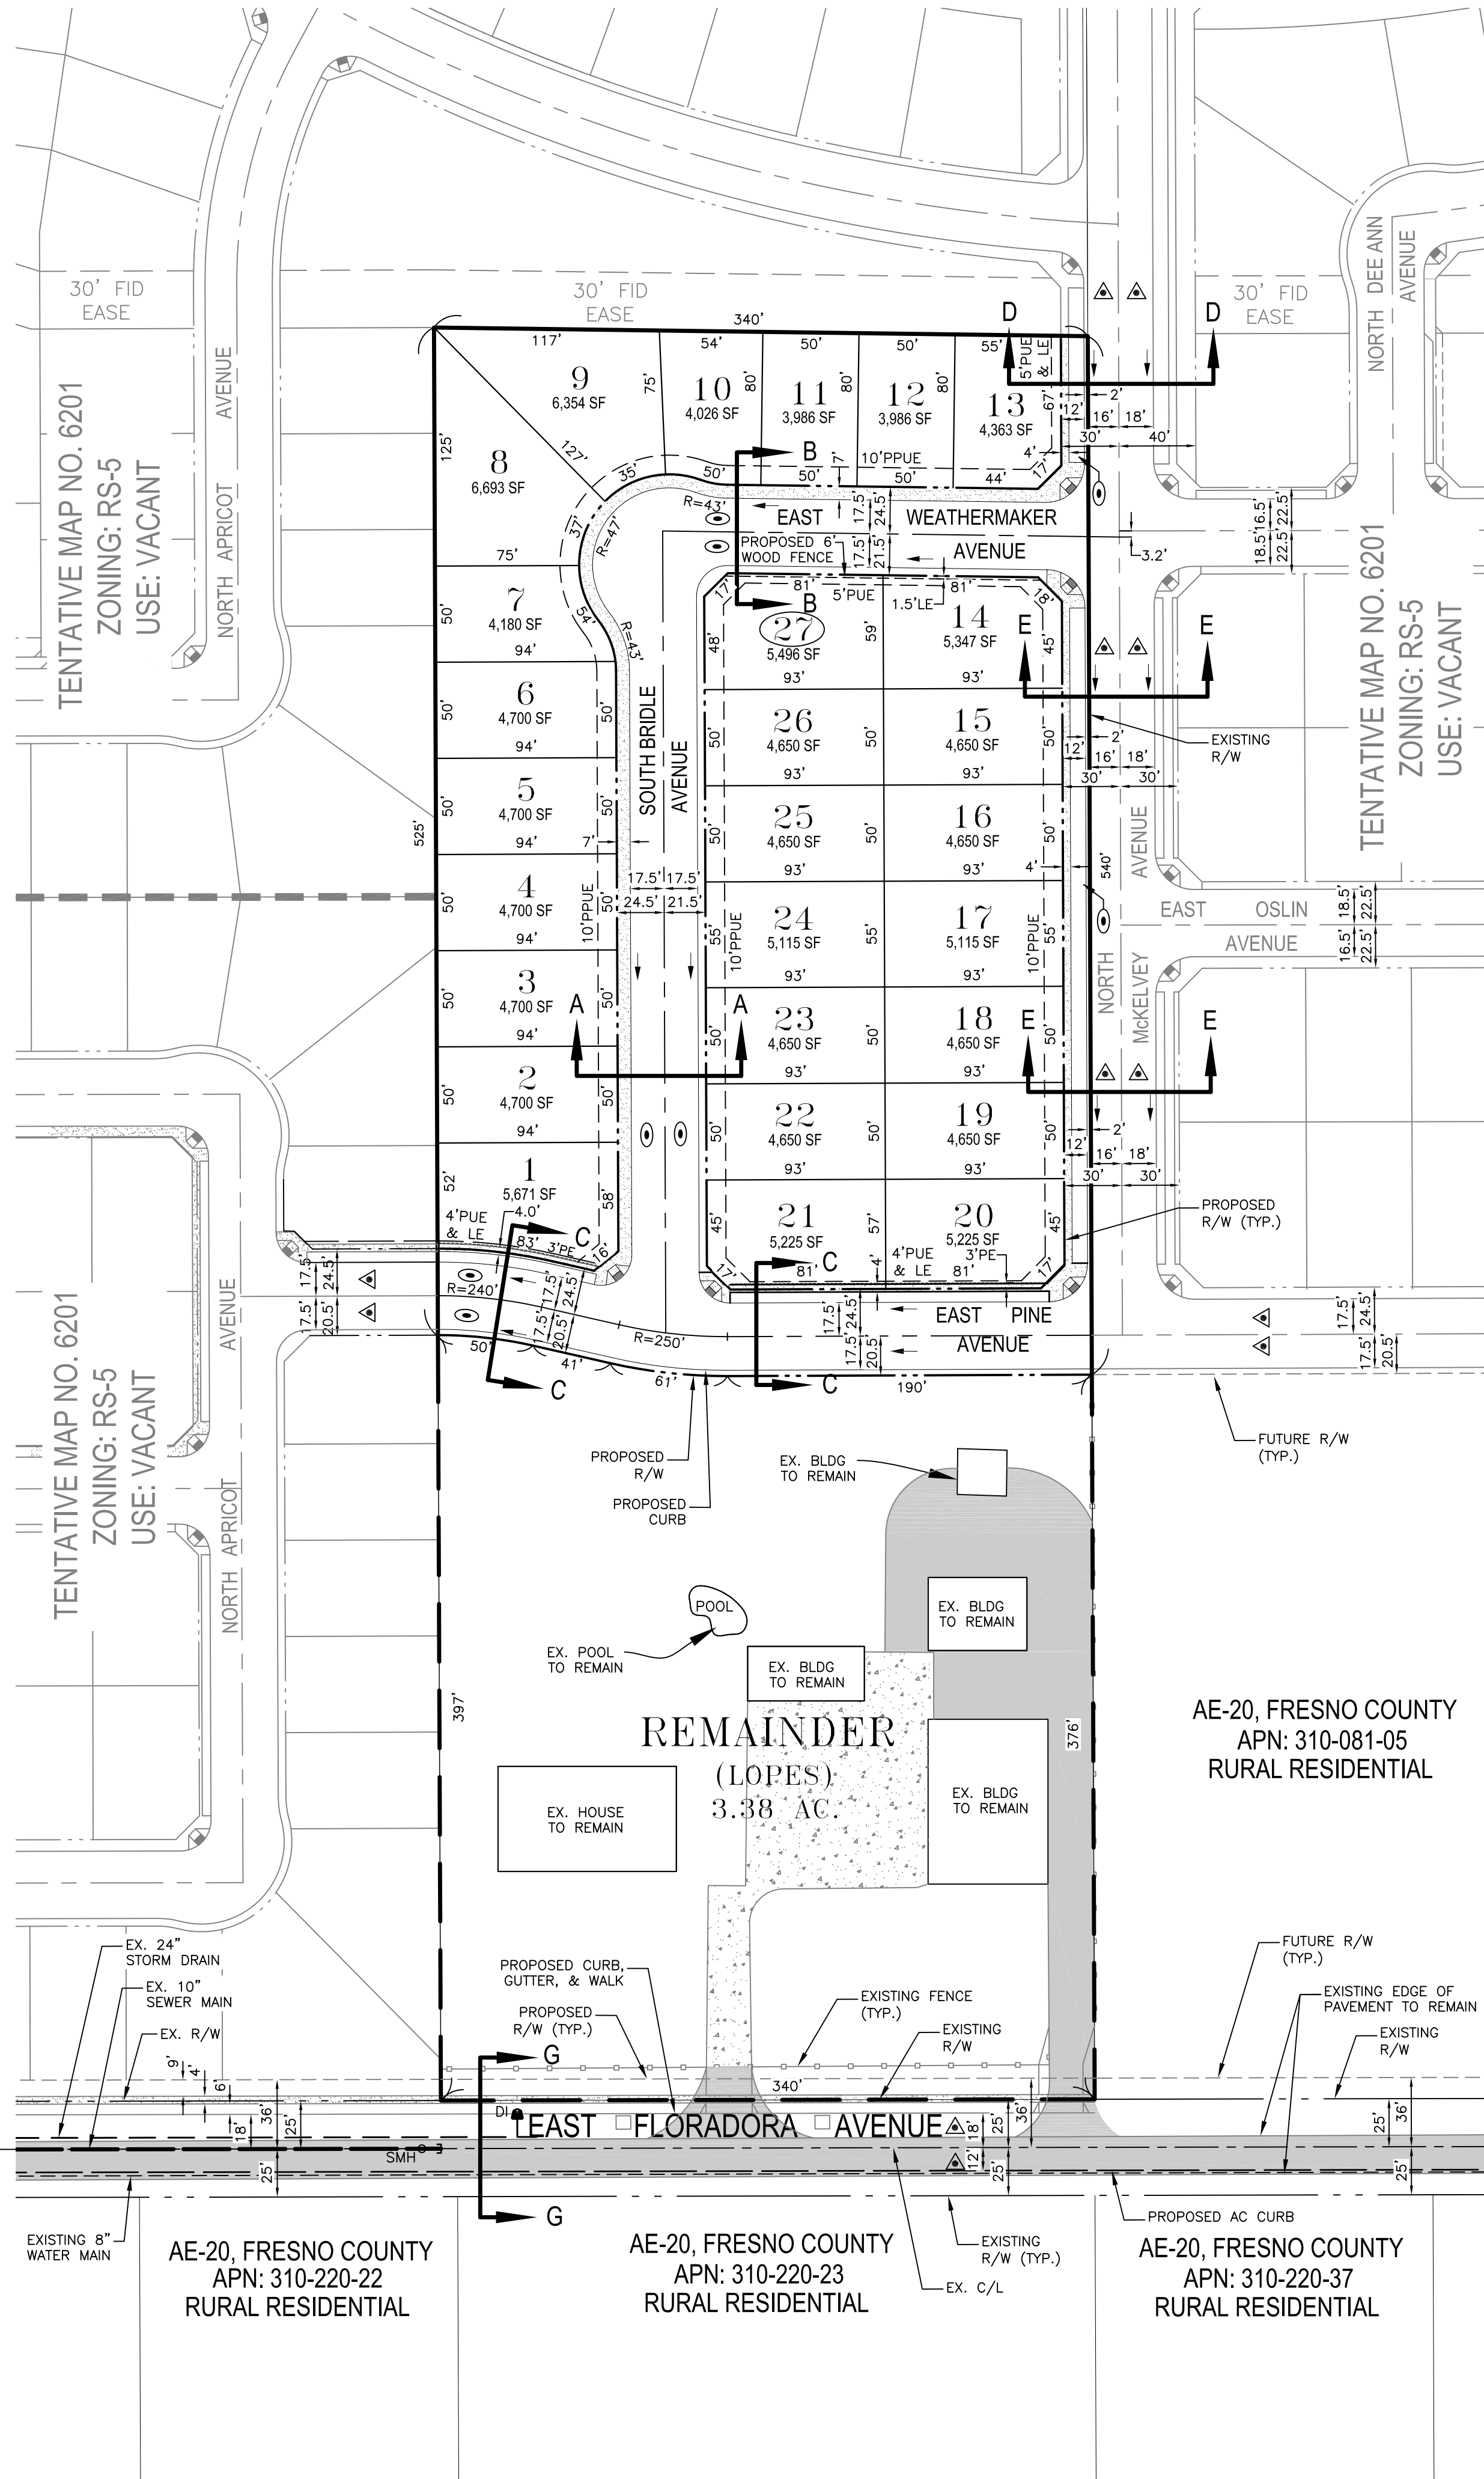 30' FID
EASE
30' FID
EASE
30' FID
EASE
NORTH DEE ANN
AVENUE
TENTATIVE MAP NO. 6201
ZONING: RS-5
USE: VACANT
NORTH APRICOT AVENUE
340'
117'
54'
50'
50'
55'
5'PUE
& LE
D
D
9
6,354 SF
75'
10
4,026 SF
80'
11
3,986 SF
80'
12
3,986 SF
80'
13
4,363 SF
67'
2'
12'
16'
18'
30'
40'
4'
17'
125'
8
6,693 SF
127'
35'
50'
B
7'
10'PPUE
50'
50'
44'
R=43'
37'
R=47'
17.5'
24.5'
EAST WEATHERMAKER
AVENUE
PROPOSED 6'
WOOD FENCE
17.5'
21.5'
3.2'
16.5'
22.5'
18.5'
22.5'
75'
7
4,180 SF
50'
54'
R=43'
94'
17'
81'
B
5'PUE
1.5'LE
81'
18'
27
5,496 SF
48'
59'
14
5,347 SF
45'
E
E
93'
93'
6
4,700 SF
50'
50'
94'
SOUTH BRIDLE
AVENUE
26
4,650 SF
50'
50'
15
4,650 SF
50'
93'
93'
2'
12'
16'
18'
30'
30'
EXISTING
R/W
TENTATIVE MAP NO. 6201
ZONING: RS-5
USE: VACANT
5
4,700 SF
50'
50'
94'
525'
7'
25
4,650 SF
50'
50'
16
4,650 SF
50'
93'
93'
4'
540'
NORTH McKELVEY AVENUE
4
4,700 SF
50'
50'
94'
10'PPUE
17.5'
17.5'
24.5'
21.5'
24
5,115 SF
55'
55'
10'PPUE
17
5,115 SF
55'
10'PPUE
93'
93'
EAST OSLIN
AVENUE
18.5'
22.5'
16.5'
22.5'
3
4,700 SF
50'
50'
94'
A
A
23
4,650 SF
50'
50'
18
4,650 SF
50'
93'
93'
E
E
2
4,700 SF
50'
50'
94'
22
4,650 SF
50'
50'
19
4,650 SF
50'
93'
93'
2'
12'
16'
18'
30'
30'
1
5,671 SF
52'
58'
4.0'
4'PUE
& LE
83'
3'PE
C
16'
21
5,225 SF
45'
57'
20
5,225 SF
45'
PROPOSED
R/W (TYP.)
17'
81'
C
4'
4'PUE
& LE
3'PE
81'
17'
17.5'
24.5'
17.5'
20.5'
R=240'
17.5'
24.5'
17.5'
20.5'
R=250'
17.5'
24.5'
17.5'
20.5'
EAST PINE
AVENUE
17.5'
24.5'
17.5'
20.5'
50'
41'
61'
C
C
190'
FUTURE R/W
(TYP.)
TENTATIVE MAP NO. 6201
ZONING: RS-5
USE: VACANT
NORTH APRICOT AVENUE
PROPOSED
R/W
PROPOSED
CURB
EX. BLDG
TO REMAIN
POOL
EX. POOL
TO REMAIN
EX. BLDG
TO REMAIN
EX. BLDG
TO REMAIN
397'
376'
REMAINDER
(LOPES)
3.38 AC.
EX. HOUSE
TO REMAIN
EX. BLDG
TO REMAIN
AE-20, FRESNO COUNTY
APN: 310-081-05
RURAL RESIDENTIAL
EX. 24"
STORM DRAIN
EX. 10"
SEWER MAIN
EX. R/W
PROPOSED CURB,
GUTTER, & WALK
PROPOSED
R/W (TYP.)
EXISTING FENCE
(TYP.)
EXISTING
R/W
FUTURE R/W
(TYP.)
EXISTING EDGE OF
PAVEMENT TO REMAIN
EXISTING
R/W
G
9'
4'
6'
340'
18'
36'
25'
25'
DI
SMH
EAST FLORADORA AVENUE
18'
12'
25'
25'
36'
25'
36'
25'
G
EXISTING 8"
WATER MAIN
PROPOSED AC CURB
EXISTING
R/W (TYP.)
EX. C/L
AE-20, FRESNO COUNTY
APN: 310-220-22
RURAL RESIDENTIAL
AE-20, FRESNO COUNTY
APN: 310-220-23
RURAL RESIDENTIAL
AE-20, FRESNO COUNTY
APN: 310-220-37
RURAL RESIDENTIAL